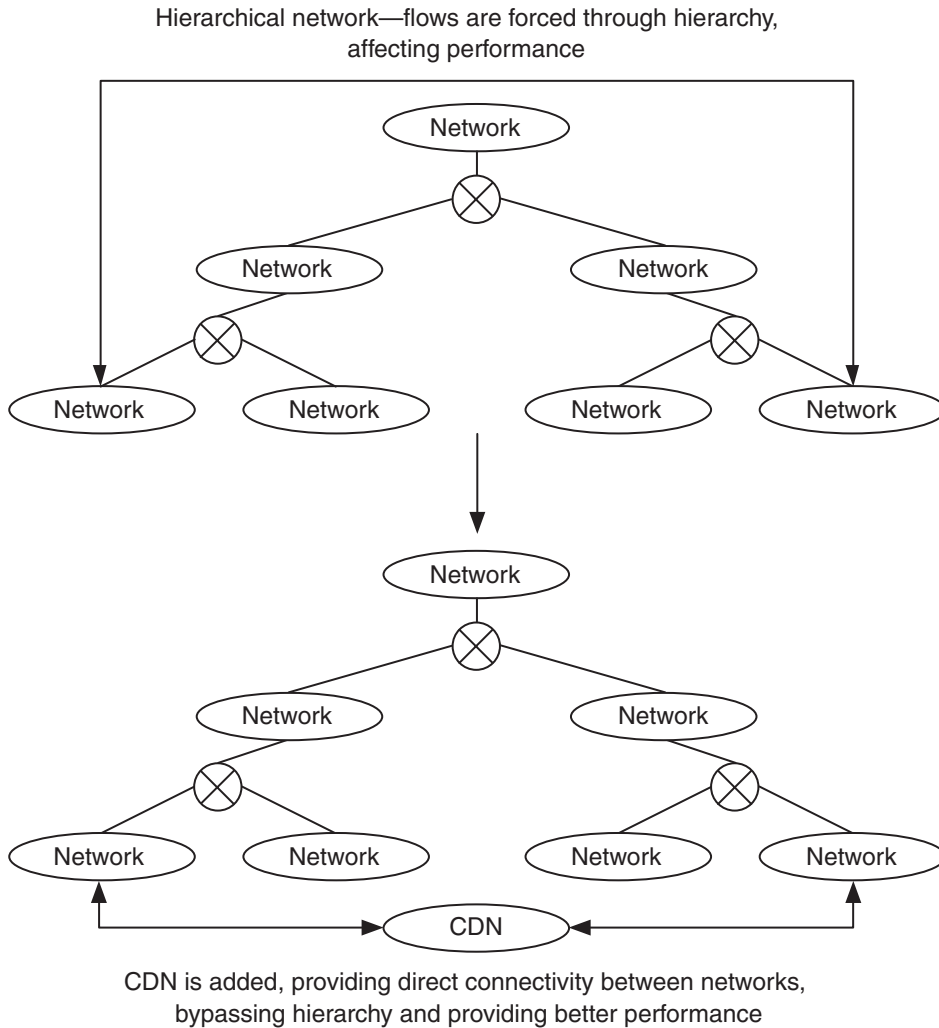 Hierarchical network—flows are forced through hierarchy,
affecting performance
Network
Network
Network
Network
Network
Network
Network
Network
Network
Network
Network
Network
Network
Network
CDN
CDN is added, providing direct connectivity between networks,
bypassing hierarchy and providing better performance